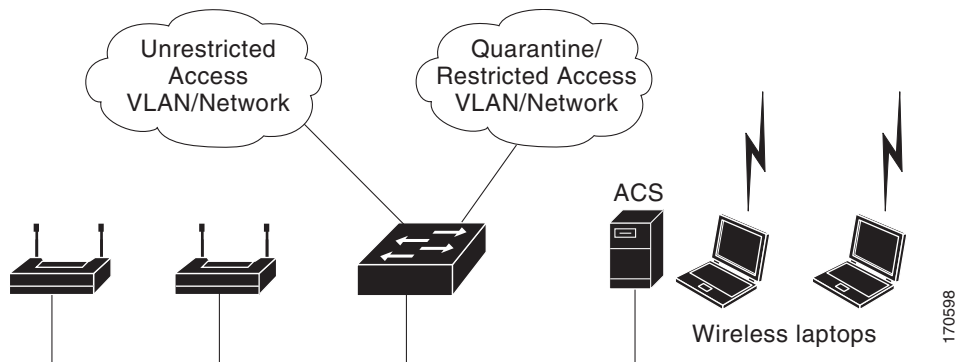 Unrestricted
Access
VLAN/Network
Quarantine/
Restricted Access
VLAN/Network
ACS
Wireless laptops
170598